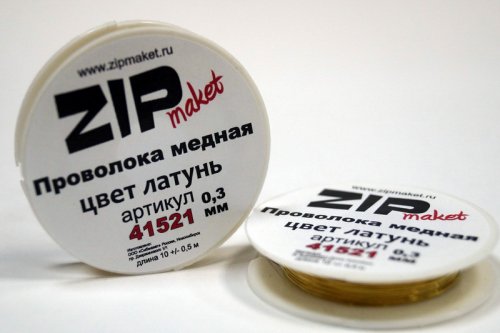 www.zipmaket.ru
ZIP maket
Проволока медная
цвет латунь
артикул 0,3
41521 мм
длина 10 +/- 0,5 м
www.zipmaket.ru
ZIP maket
Проволока медная
цвет латунь
артикул 0,3
41521 мм